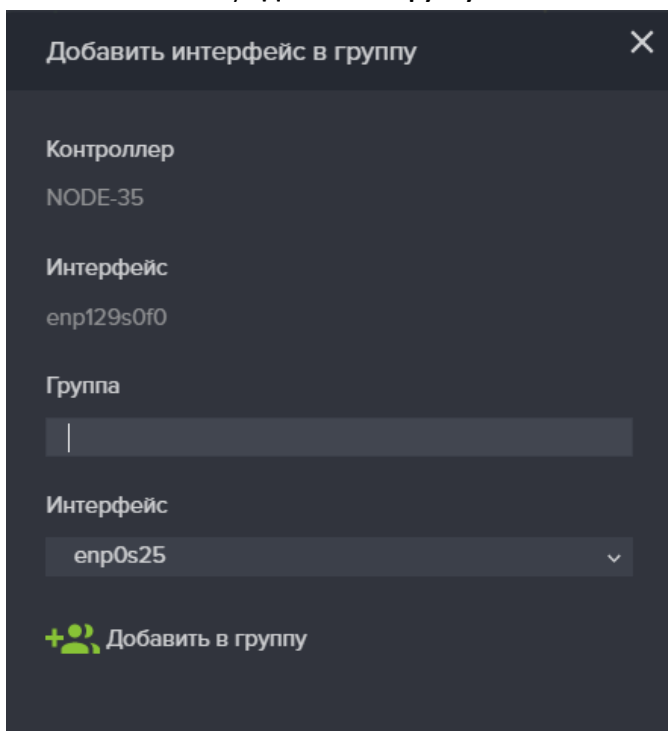 Добавить интерфейс в группу
Контроллер
NODE-35
Интерфейс
enp129s0f0
Группа
Интерфейс
enp0s25
Добавить в группу